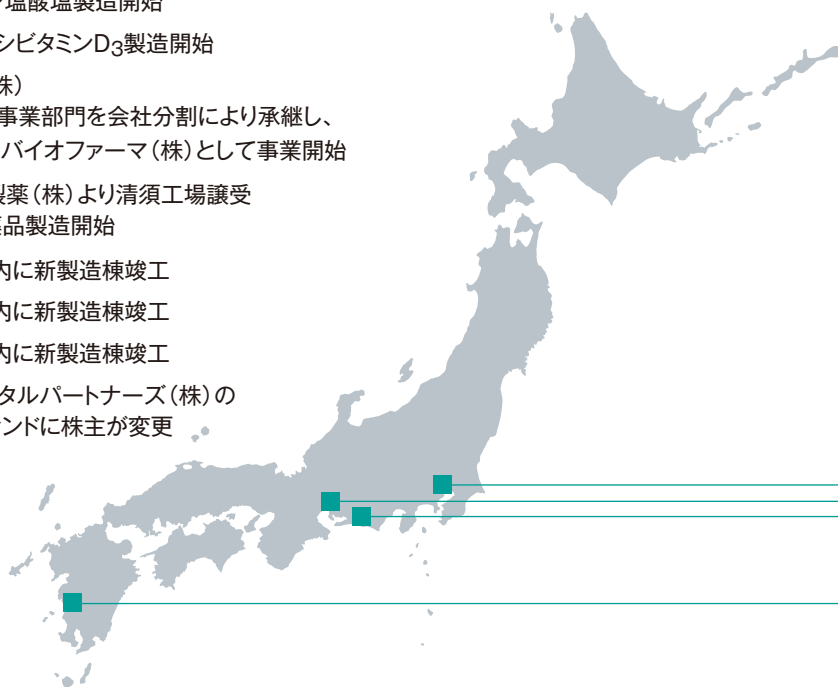 塩酸塩製造開始
シビタミンD3製造開始
株）
事業部門を会社分割により承継し、
バイオファーマ（株）として事業開始
製薬（株）より清須工場譲受
薬品製造開始
内に新製造棟竣工
内に新製造棟竣工
内に新製造棟竣工
タルパートナーズ（株）の
ンドに株主が変更